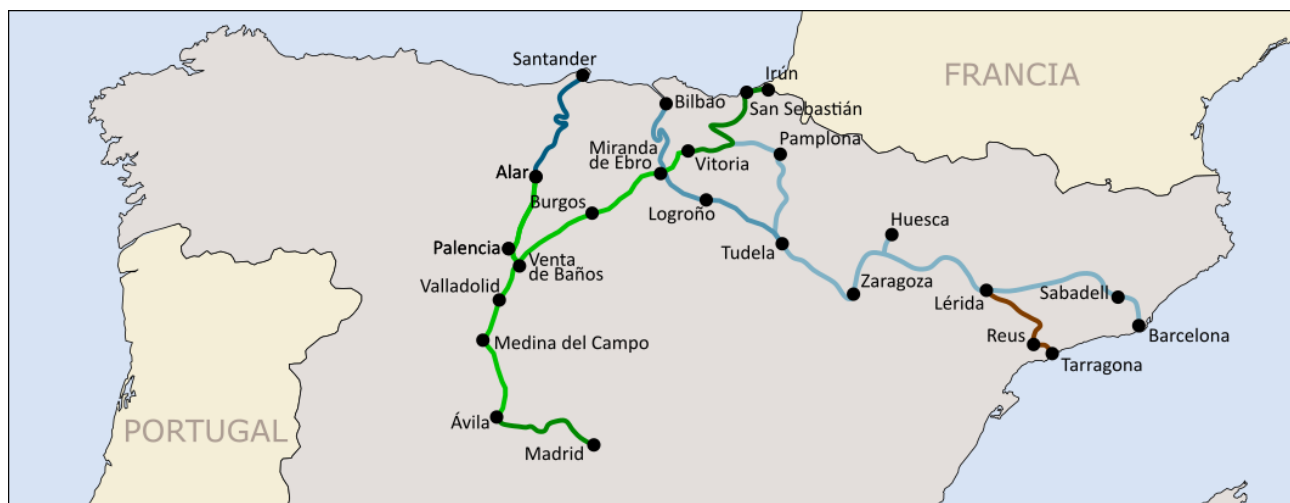 Santander
Irún
FRANCIA
Bilbao
San Sebastián
Miranda
de Ebro
Pamplona
Vitoria
Alar
Burgos
Logroño
Huesca
Palencia
Venta
de Baños
Tudela
Valladolid
Zaragoza
Lérida
Sabadell
Medina del Campo
Reus
Barcelona
Tarragona
Ávila
PORTUGAL
Madrid